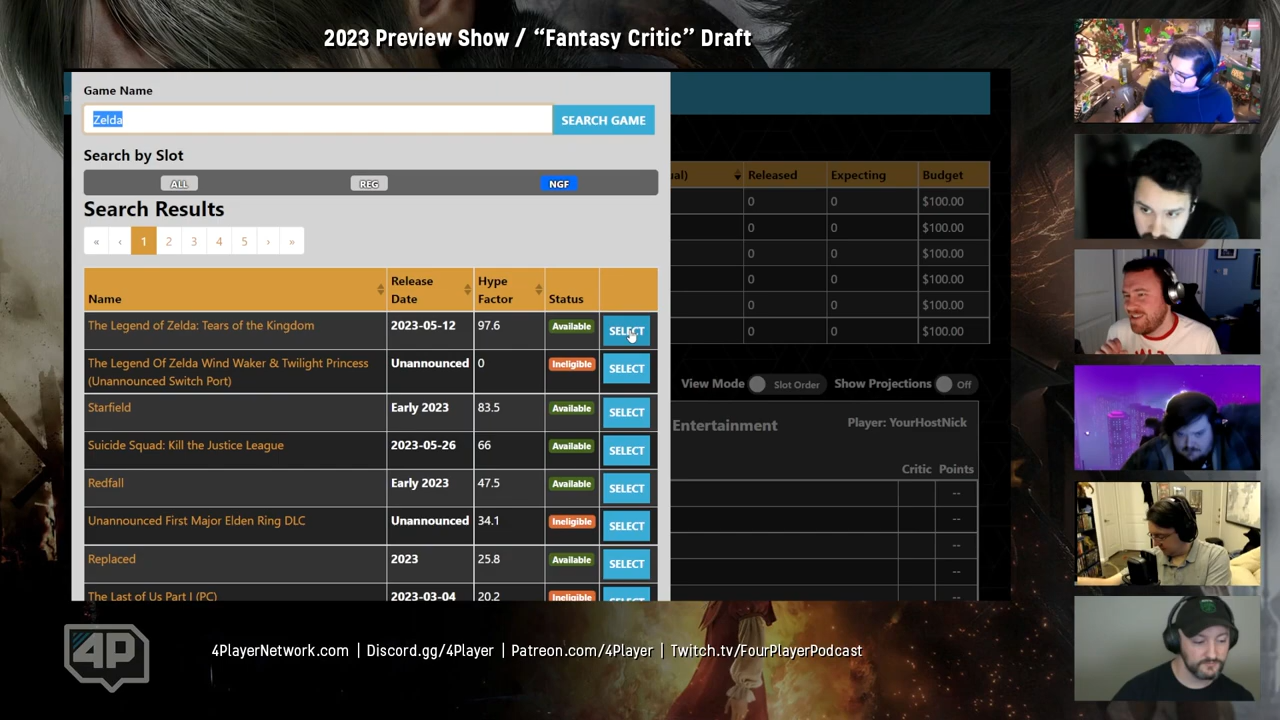 2023 Preview Show / “Fantasy Critic” Draft
Game Name
Zelda
SEARCH GAME
Search by Slot
ALL
REG
NGF
Search Results
« ‹ 1 2 3 4 5 › »
Name
Release Date
Hype Factor
Status
The Legend of Zelda: Tears of the Kingdom 2023-05-12 97.6 Available SELECT
The Legend Of Zelda Wind Waker & Twilight Princess
(Unannounced Switch Port) Unannounced 0 Ineligible SELECT
Starfield Early 2023 83.5 Available SELECT
Suicide Squad: Kill the Justice League 2023-05-26 66 Available SELECT
Redfall Early 2023 47.5 Available SELECT
Unannounced First Major Elden Ring DLC Unannounced 34.1 Ineligible SELECT
Replaced 2023 25.8 Available SELECT
The Last of Us Part I (PC) 2023-03-04 20.2 Ineligible SELECT
ual) Released Expecting Budget
0 0 $100.00
0 0 $100.00
0 0 $100.00
0 0 $100.00
0 0 $100.00
0 0 $100.00
View Mode Slot Order Show Projections Off
Entertainment Player: YourHostNick
Critic Points
--
--
--
--
--
4P
4PlayerNetwork.com | Discord.gg/4Player | Patreon.com/4Player | Twitch.tv/FourPlayerPodcast